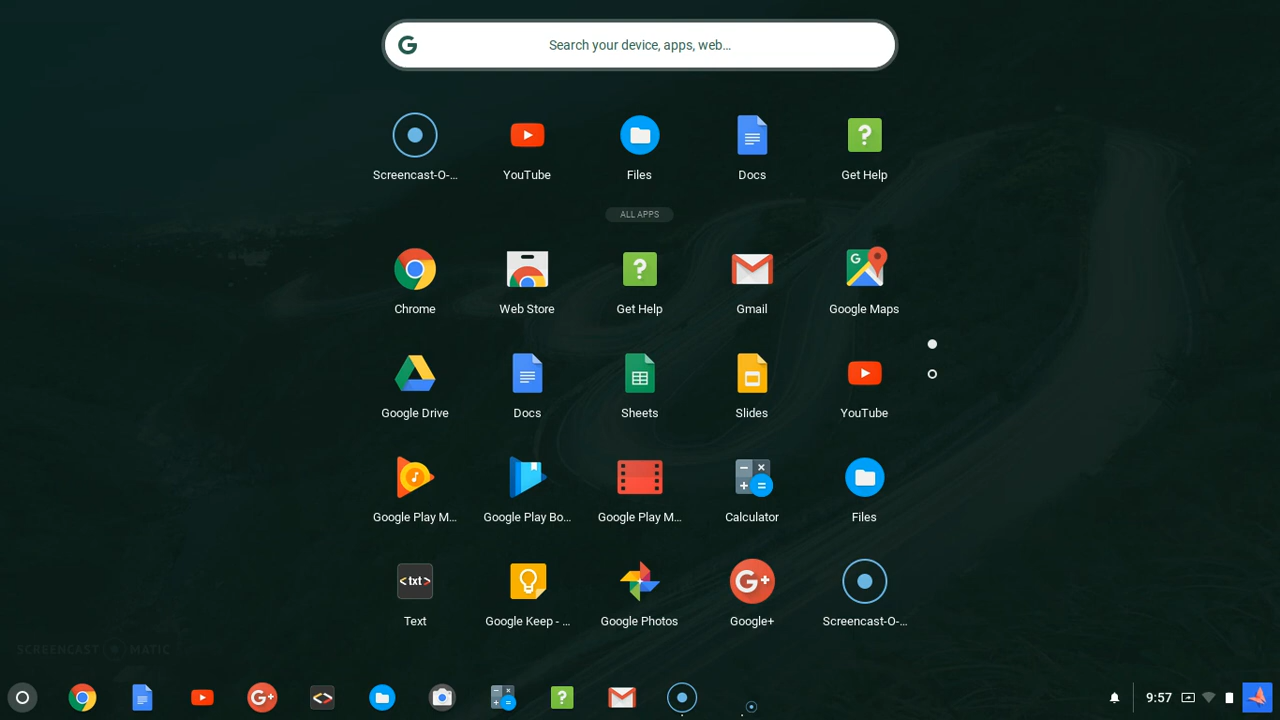 Search your device, apps, web...
Screencast-O-...
YouTube
Files
Docs
Get Help
ALL APPS
Chrome
Web Store
Get Help
Gmail
Google Maps
Google Drive
Docs
Sheets
Slides
YouTube
Google Play M...
Google Play Bo...
Google Play M...
Calculator
Files
<txt>
Text
Google Keep - ...
Google Photos
G+
Google+
Screencast-O-...
SCREENCAST O MATIC
G+
9:57